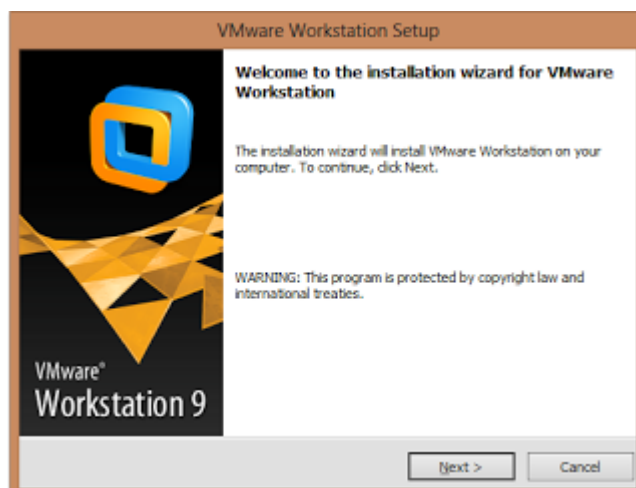 VMware Workstation Setup
Welcome to the installation wizard for VMware
Workstation
The installation wizard will install VMware Workstation on your
computer. To continue, click Next.
WARNING: This program is protected by copyright law and
international treaties.
VMware®
Workstation 9
Next >
Cancel